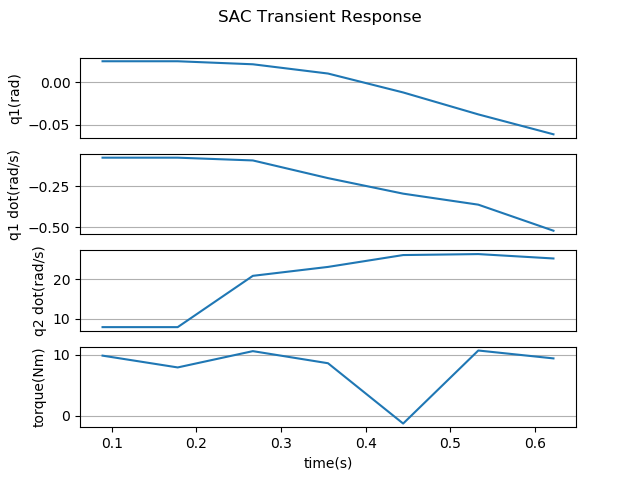 SAC Transient Response
q1(rad)
0.00
−0.05
q1 dot(rad/s)
−0.25
−0.50
q2 dot(rad/s)
20
10
torque(Nm)
10
0
0.1 0.2 0.3 0.4 0.5 0.6
time(s)